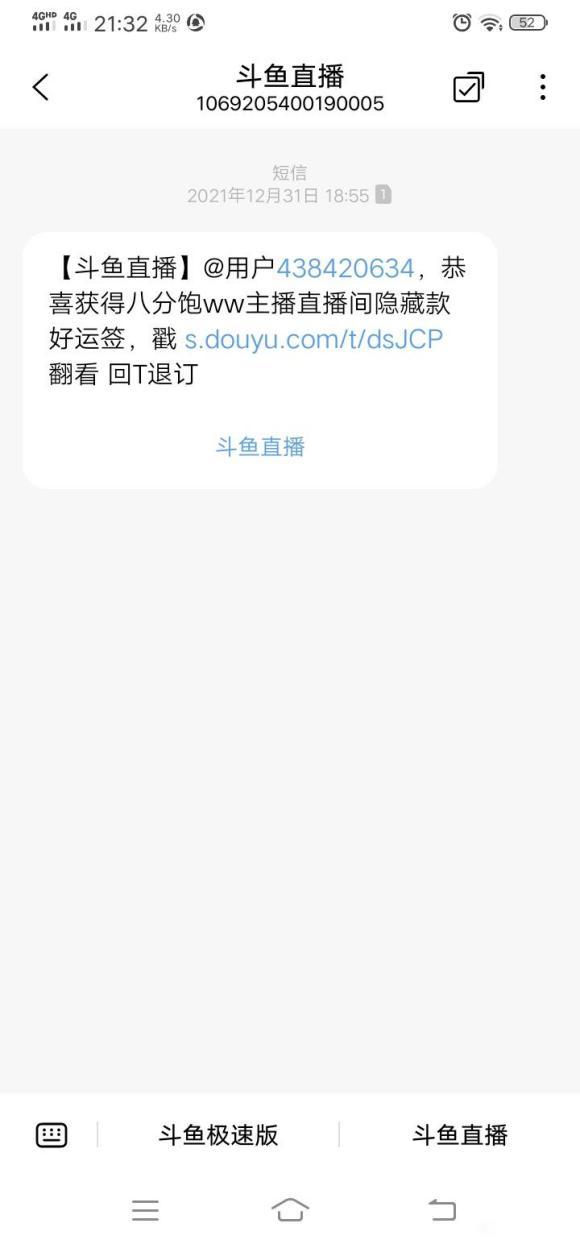 4GHD 4G 21:32 4.30 KB/s 52
斗鱼直播
1069205400190005
短信
2021年12月31日 18:55 1
【斗鱼直播】@用户438420634，恭
喜获得八分饱ww主播直播间隐藏款
好运签，戳 s.douyu.com/t/dsJCP
翻看 回T退订
斗鱼直播
斗鱼极速版 斗鱼直播